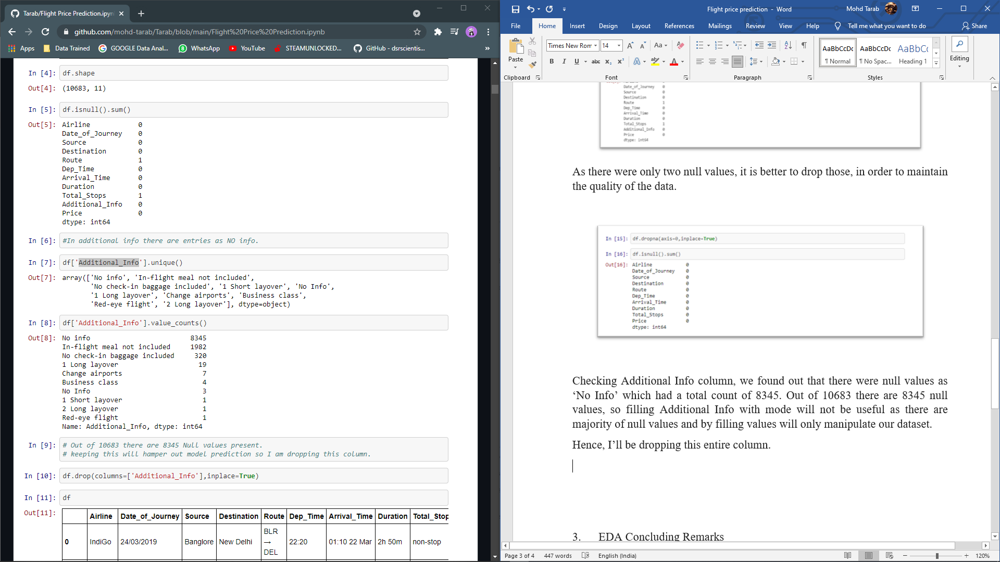 Tarab/Flight Price Prediction.ipyn
github.com/mohd-tarab/Tarab/blob/main/Flight%20Price%20Prediction.ipynb
Apps Data Trained GOOGLE Data Anal... WhatsApp YouTube STEAMUNLOCKED... GitHub - dsrscientis... »
In [4]: df.shape
Out[4]: (10683, 11)
In [5]: df.isnull().sum()
Out[5]: Airline 0
Date_of_Journey 0
Source 0
Destination 0
Route 1
Dep_Time 0
Arrival_Time 0
Duration 0
Total_Stops 1
Additional_Info 0
Price 0
dtype: int64
In [6]: #In additional info there are entries as NO info.
In [7]: df['Additional_Info'].unique()
Out[7]: array(['No info', 'In-flight meal not included',
'No check-in baggage included', '1 Short layover', 'No Info',
'1 Long layover', 'Change airports', 'Business class',
'Red-eye flight', '2 Long layover'], dtype=object)
In [8]: df['Additional_Info'].value_counts()
Out[8]: No info 8345
In-flight meal not included 1982
No check-in baggage included 320
1 Long layover 19
Change airports 7
Business class 4
No Info 3
1 Short layover 1
2 Long layover 1
Red-eye flight 1
Name: Additional_Info, dtype: int64
In [9]: # Out of 10683 there are 8345 Null values present.
# keeping this will hamper out model prediction so I am dropping this column.
In [10]: df.drop(columns=['Additional_Info'],inplace=True)
In [11]: df
Out[11]:
Airline Date_of_Journey Source Destination Route Dep_Time Arrival_Time Duration Total_Stop
0 IndiGo 24/03/2019 Banglore New Delhi BLR → DEL 22:20 01:10 22 Mar 2h 50m non-stop
Flight price prediction - Word
Mohd Tarab
File Home Insert Design Layout References Mailings Review View Help Tell me what you want to do Share
Paste
Times New Rom 14 Aa
B I U abc x₂ x² A A
AaBbCcDc AaBbCcDc AaBbCc
¶ Normal ¶ No Spac... Heading 1
Editing
Clipboard Font Paragraph Styles
Date_of_Journey 0
Source 0
Destination 0
Route 1
Dep_Time 0
Arrival_Time 0
Duration 0
Total_Stops 1
Additional_Info 0
Price 0
dtype: int64
As there were only two null values, it is better to drop those, in order to maintain
the quality of the data.
In [15]: df.dropna(axis=0,inplace=True)
In [16]: df.isnull().sum()
Out[16]: Airline 0
Date_of_Journey 0
Source 0
Destination 0
Route 0
Dep_Time 0
Arrival_Time 0
Duration 0
Total_Stops 0
Price 0
dtype: int64
Checking Additional Info column, we found out that there were null values as
‘No Info’ which had a total count of 8345. Out of 10683 there are 8345 null
values, so filling Additional Info with mode will not be useful as there are
majority of null values and by filling values will only manipulate our dataset.
Hence, I’ll be dropping this entire column.
3. EDA Concluding Remarks
Page 3 of 4 447 words English (India) 120%